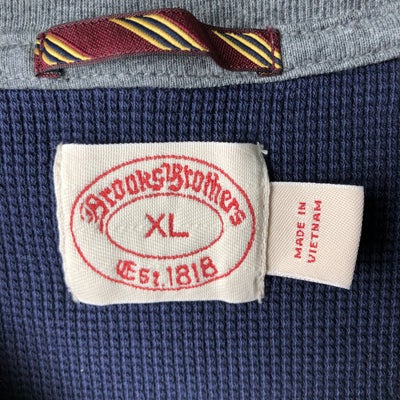 Brooks Brothers
XL
Est. 1818
MADE IN
VIETNAM